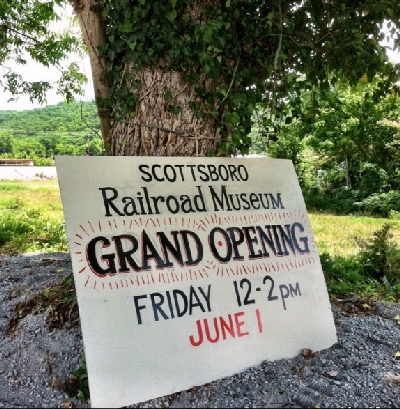 SCOTTSBORO
Railroad Museum
GRAND OPENING
FRIDAY 12-2pm
JUNE 1